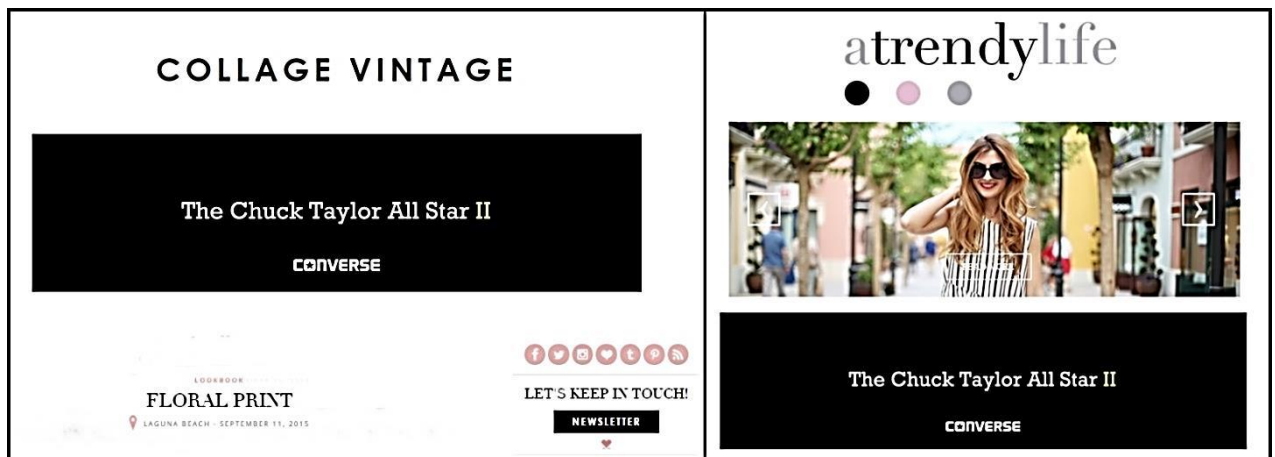 COLLAGE VINTAGE
The Chuck Taylor All Star II
CONVERSE
LOOKBOOK
FLORAL PRINT
LAGUNA BEACH - SEPTEMBER 11, 2015
LET'S KEEP IN TOUCH!
NEWSLETTER
atrendylife
The Chuck Taylor All Star II
CONVERSE